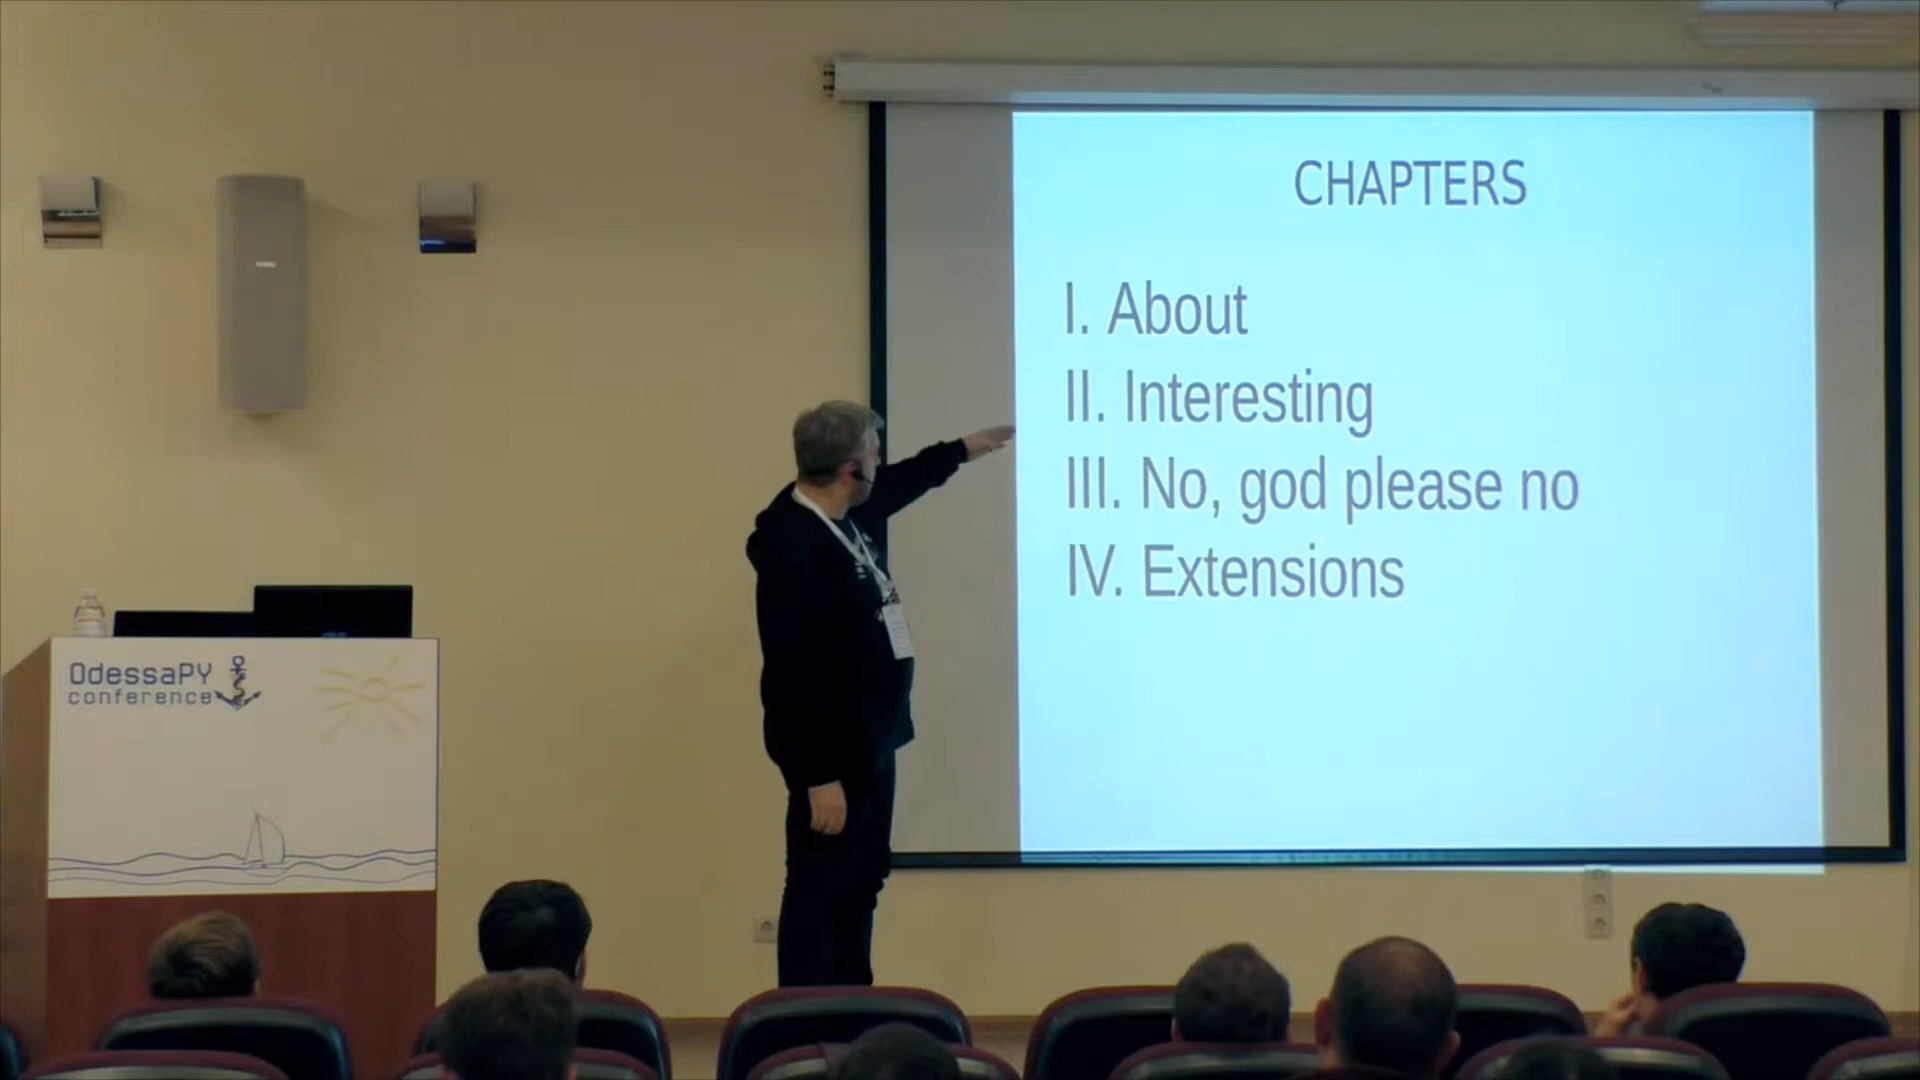 CHAPTERS
I. About
II. Interesting
III. No, god please no
IV. Extensions
OdessaPY
conference